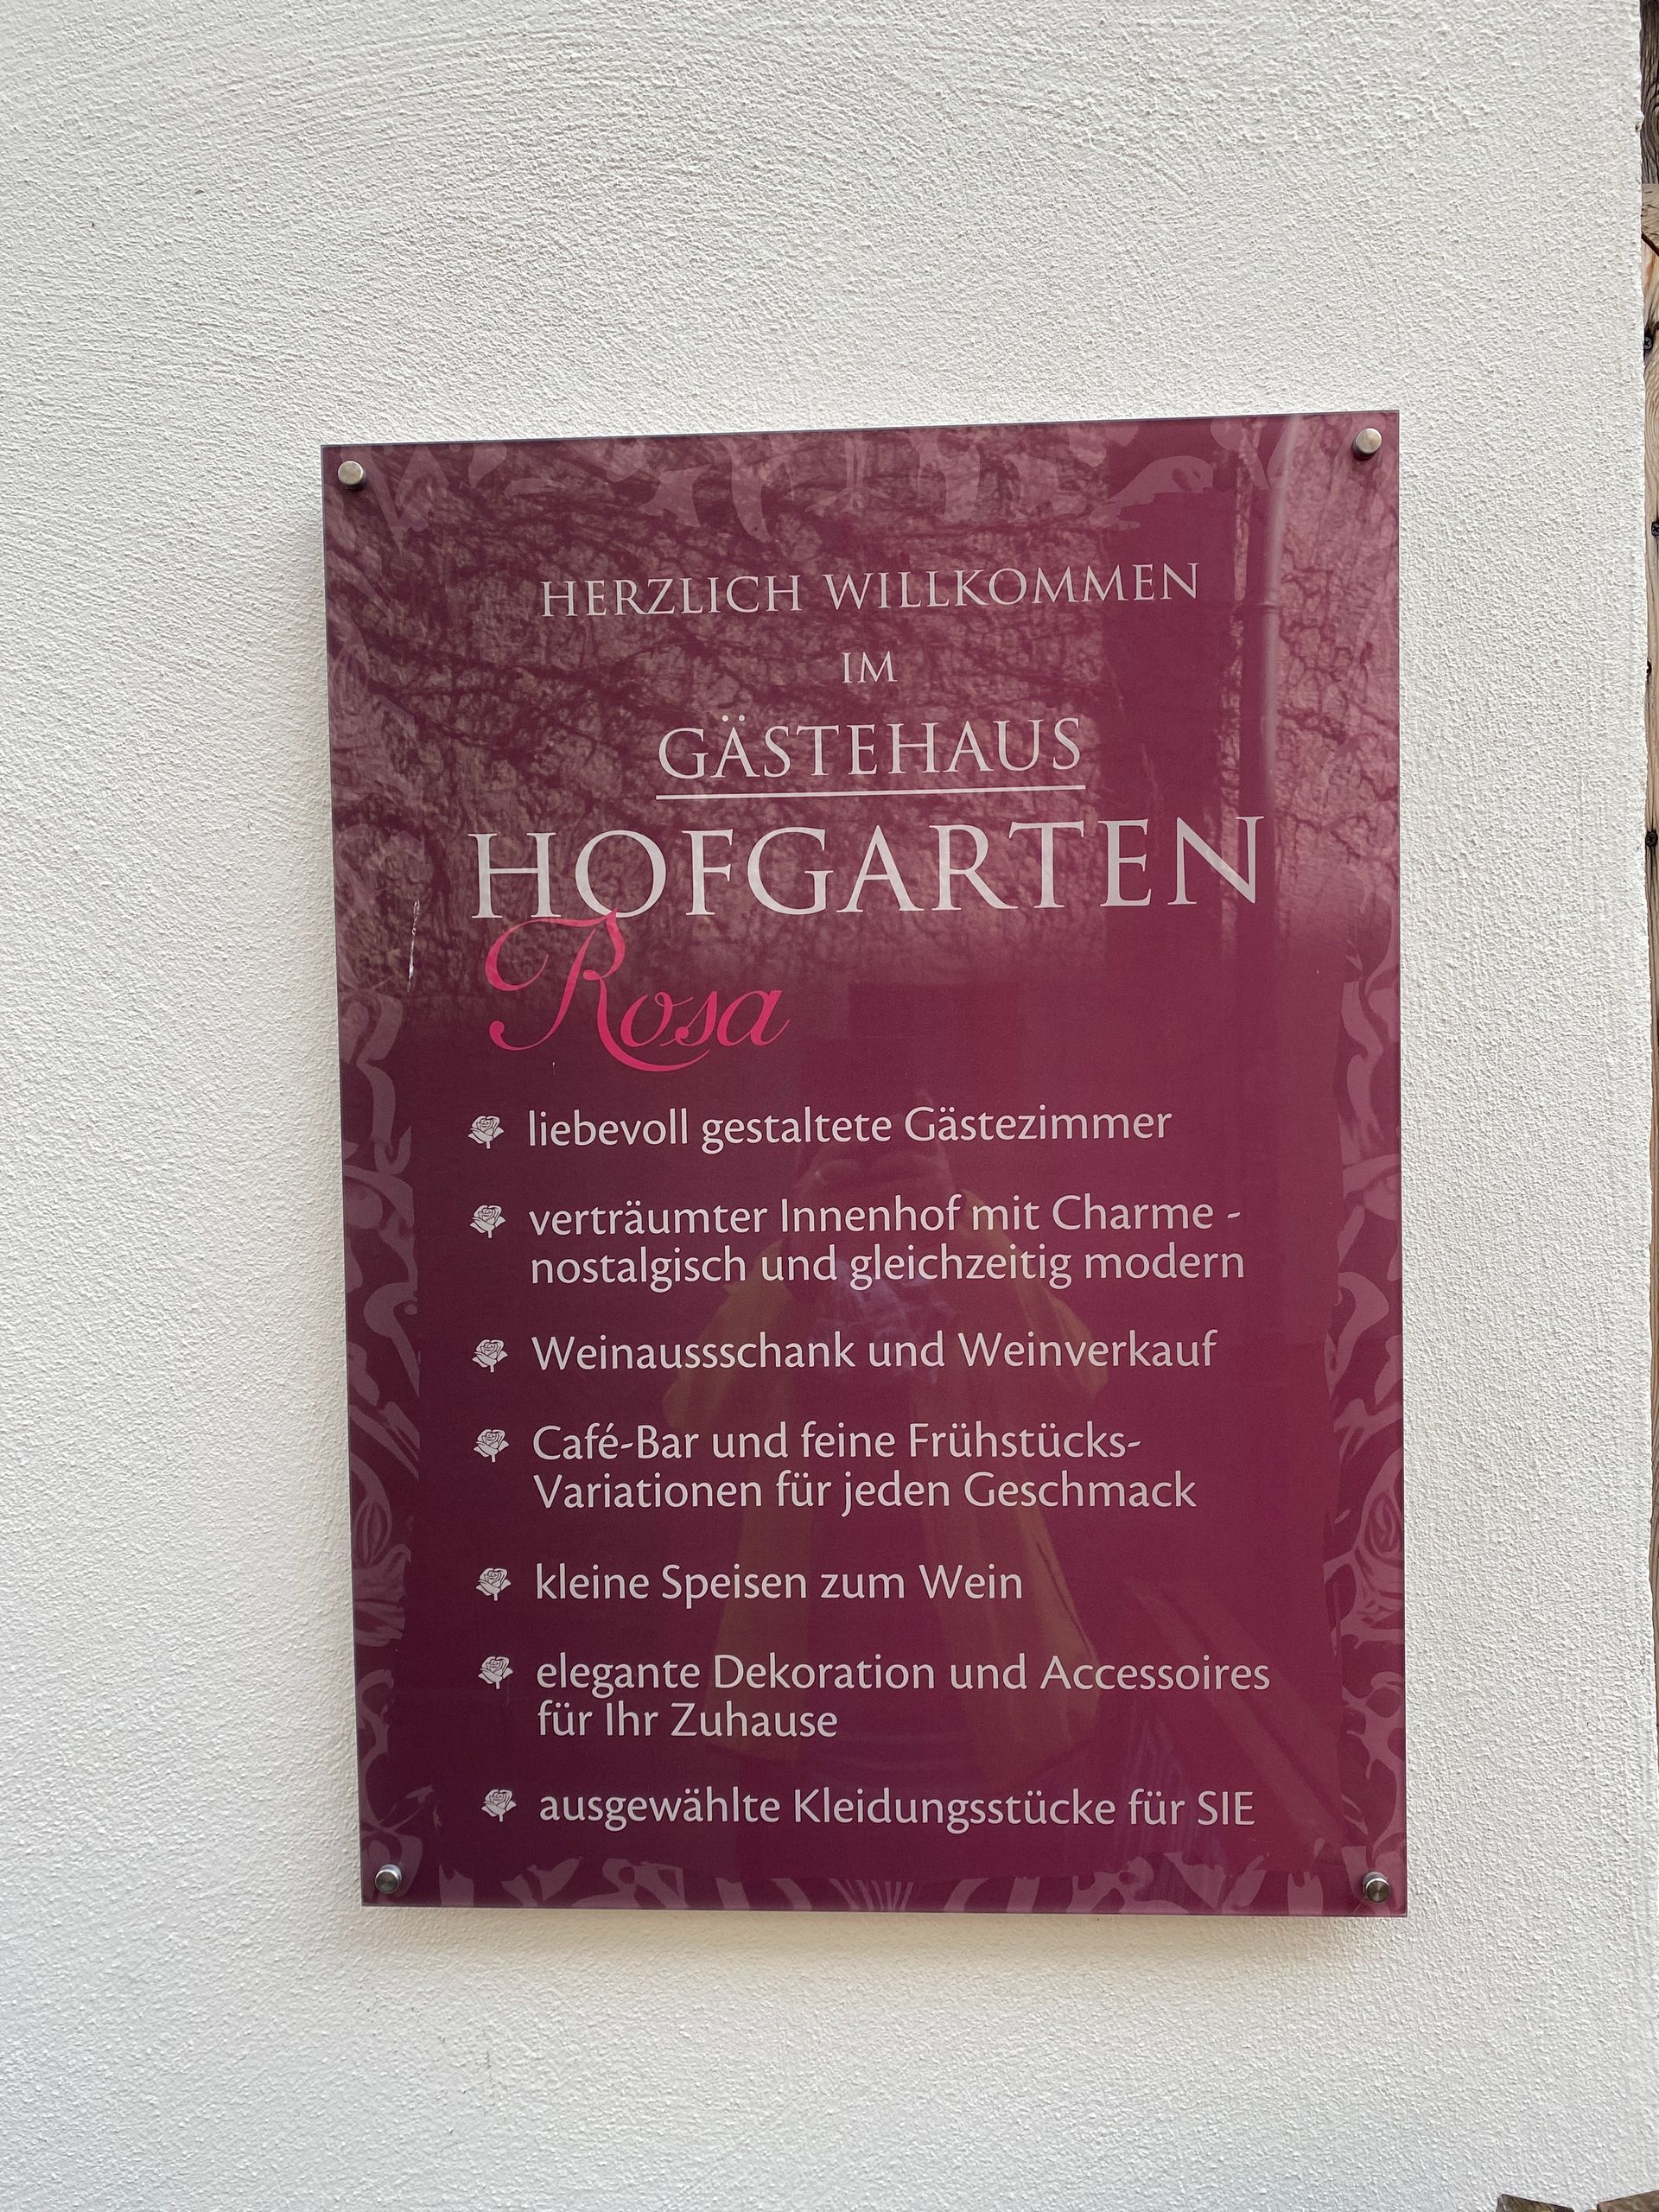 HERZLICH WILLKOMMEN
IM
GÄSTEHAUS
HOFGARTEN
Rosa
liebevoll gestaltete Gästezimmer
verträumter Innenhof mit Charme -
nostalgisch und gleichzeitig modern
Weinaussschank und Weinverkauf
Café-Bar und feine Frühstücks-
Variationen für jeden Geschmack
kleine Speisen zum Wein
elegante Dekoration und Accessoires
für Ihr Zuhause
ausgewählte Kleidungsstücke für SIE